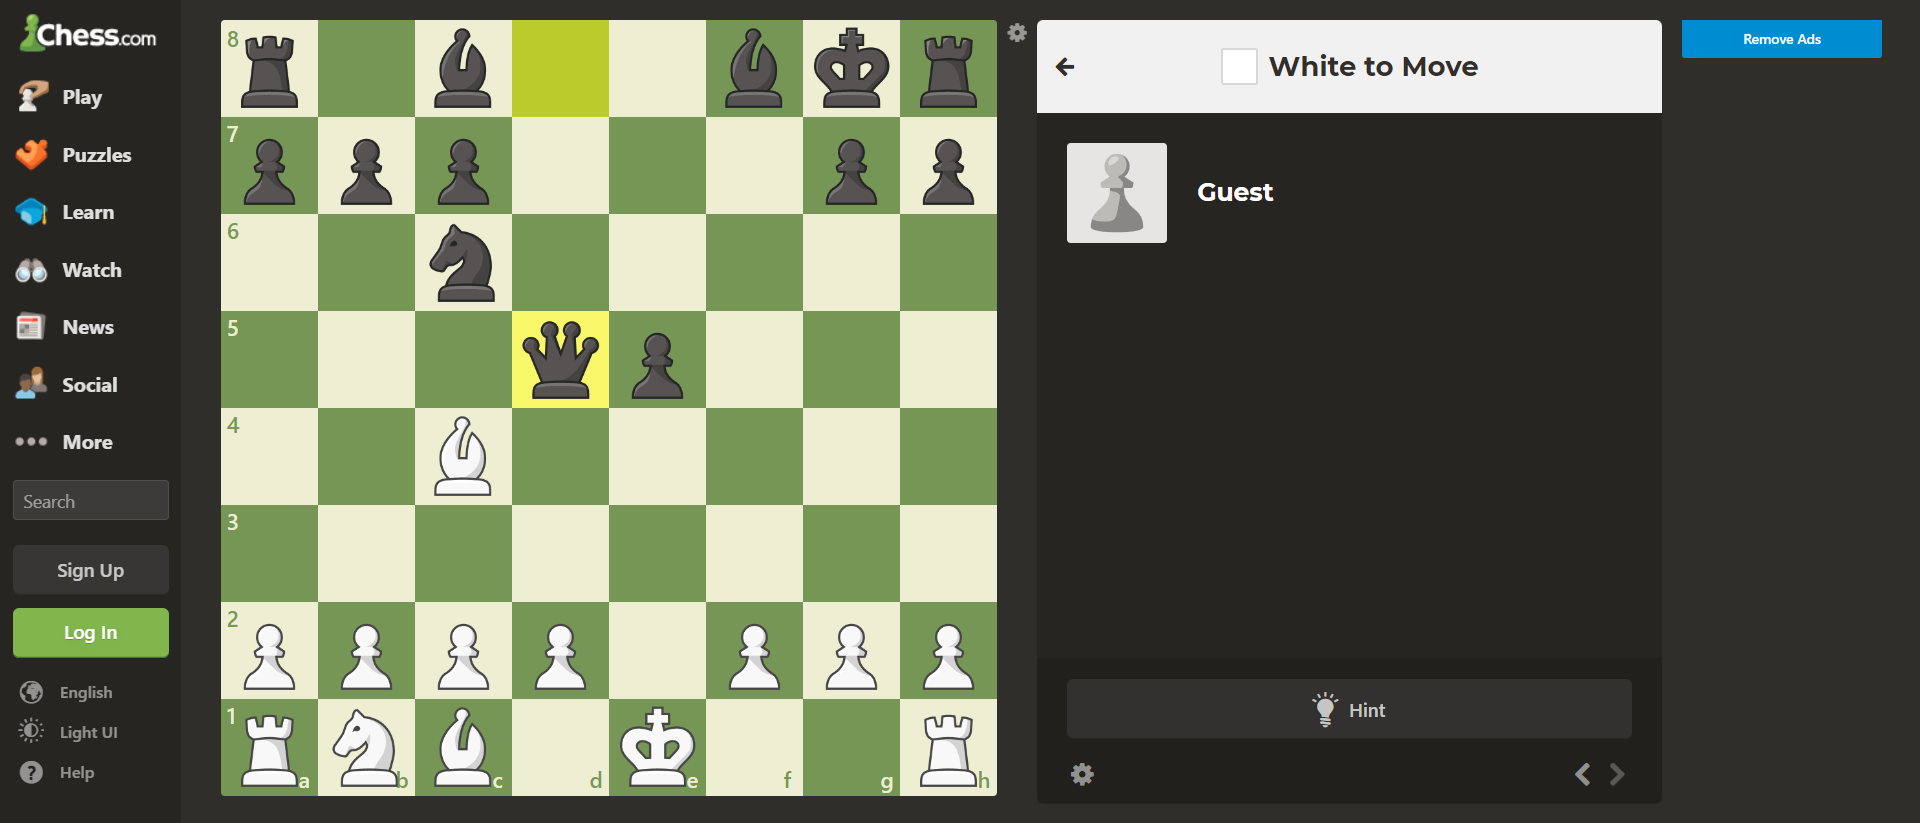 Chess.com
Play
Puzzles
Learn
Watch
News
Social
More
Search
Sign Up
Log In
English
Light UI
Help
8
7
6
5
4
3
2
1
a
b
c
d
e
f
g
h
White to Move
Guest
Hint
Remove Ads